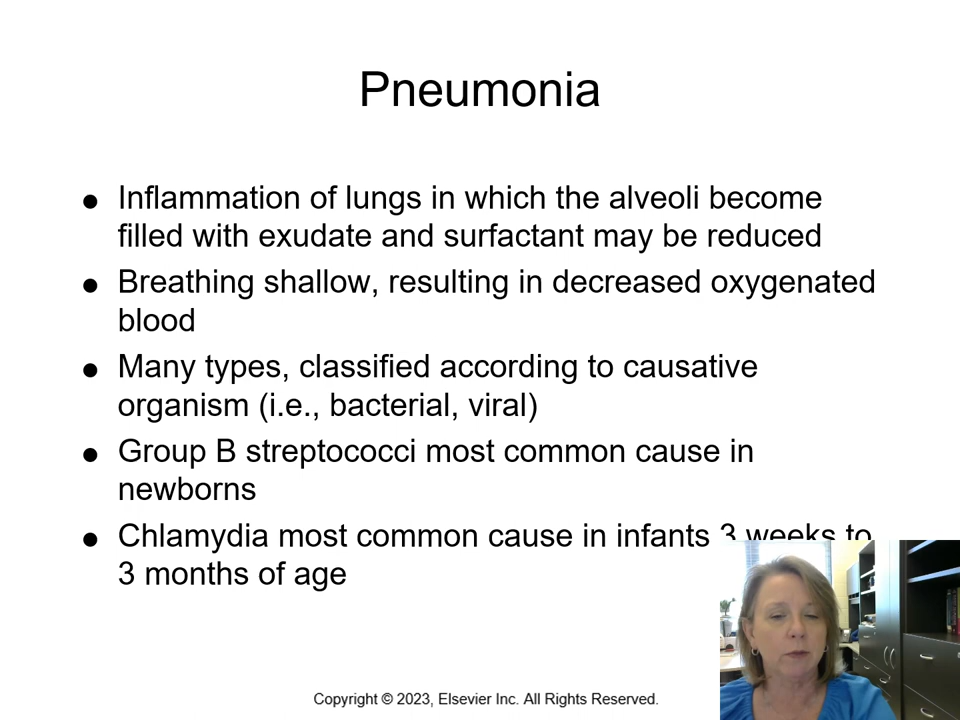 Pneumonia
● Inflammation of lungs in which the alveoli become
filled with exudate and surfactant may be reduced
● Breathing shallow, resulting in decreased oxygenated
blood
● Many types, classified according to causative
organism (i.e., bacterial, viral)
● Group B streptococci most common cause in
newborns
● Chlamydia most common cause in infants 3 weeks to
3 months of age
Copyright © 2023, Elsevier Inc. All Rights Reserved.